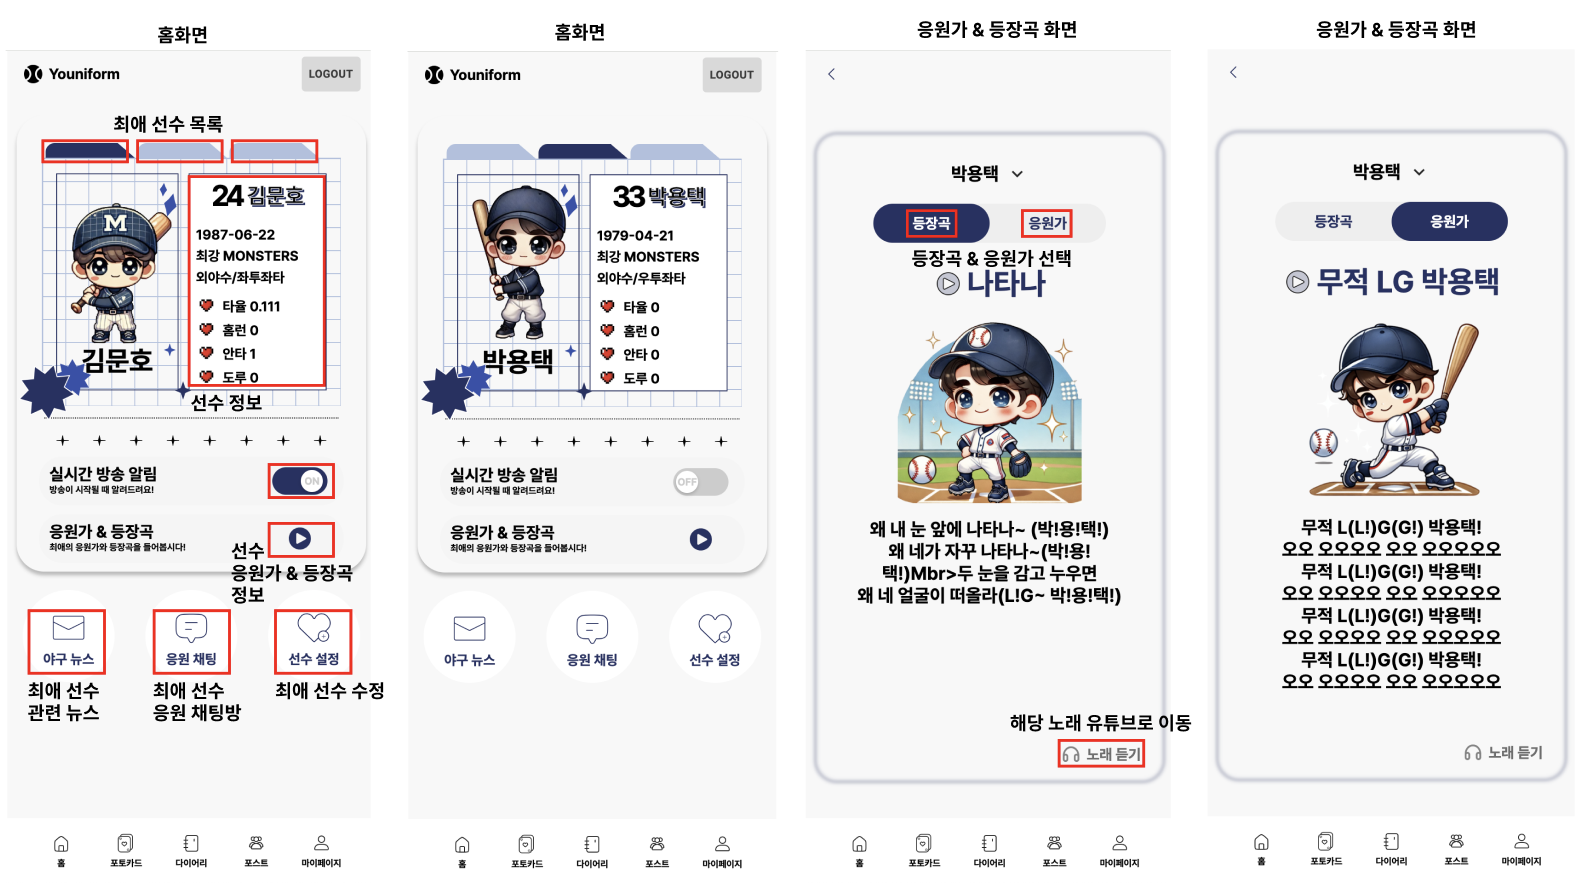 홈화면
Youniform
LOGOUT
최애 선수 목록
M
24 김문호
1987-06-22
최강 MONSTERS
외야수/좌투좌타
타율 0.111
홈런 0
안타 1
도루 0
김문호
선수 정보
실시간 방송 알림
방송이 시작될 때 알려드려요!
ON
응원가 & 등장곡
최애의 응원가와 등장곡을 들어봅시다!
선수
응원가 & 등장곡
정보
야구 뉴스
응원 채팅
선수 설정
최애 선수
관련 뉴스
최애 선수
응원 채팅방
최애 선수 수정
홈
포토카드
다이어리
포스트
마이페이지
홈화면
Youniform
LOGOUT
33 박용택
1979-04-21
최강 MONSTERS
외야수/우투좌타
타율 0
홈런 0
안타 0
도루 0
박용택
실시간 방송 알림
방송이 시작될 때 알려드려요!
OFF
응원가 & 등장곡
최애의 응원가와 등장곡을 들어봅시다!
야구 뉴스
응원 채팅
선수 설정
홈
포토카드
다이어리
포스트
마이페이지
응원가 & 등장곡 화면
박용택
등장곡
응원가
등장곡 & 응원가 선택
나타나
왜 내 눈 앞에 나타나~ (박!용!택!)
왜 네가 자꾸 나타나~(박!용!
택!)Mbr>두 눈을 감고 누우면
왜 네 얼굴이 떠올라(L!G~ 박!용!택!)
해당 노래 유튜브로 이동
노래 듣기
홈
포토카드
다이어리
포스트
마이페이지
응원가 & 등장곡 화면
박용택
등장곡
응원가
무적 LG 박용택
무적 L(L!)G(G!) 박용택!
오오 오오오오 오오 오오오오오
무적 L(L!)G(G!) 박용택!
오오 오오오오 오오 오오오오오
무적 L(L!)G(G!) 박용택!
오오 오오오오 오오 오오오오오
무적 L(L!)G(G!) 박용택!
오오 오오오오 오오 오오오오오
노래 듣기
홈
포토카드
다이어리
포스트
마이페이지